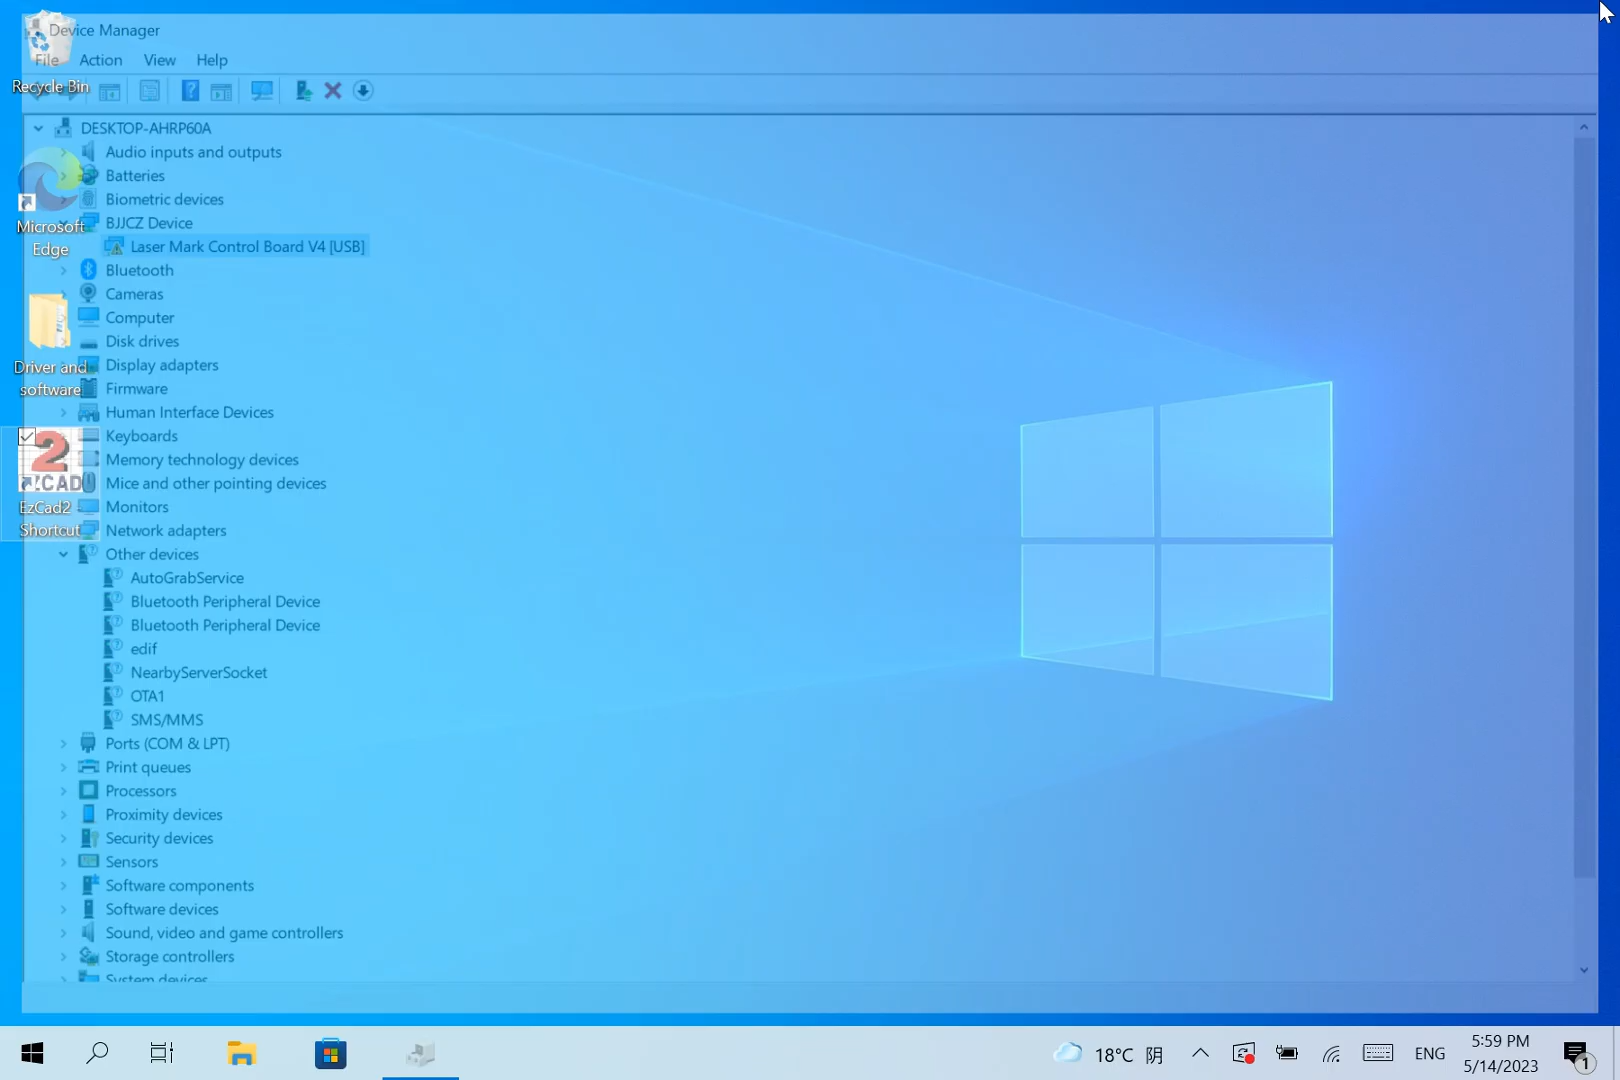 Device Manager
File Action View Help
Recycle Bin
DESKTOP-AHRP60A
Audio inputs and outputs
Batteries
Biometric devices
BJJCZ Device
Laser Mark Control Board V4 [USB]
Bluetooth
Cameras
Computer
Disk drives
Display adapters
Firmware
Human Interface Devices
Keyboards
Memory technology devices
Mice and other pointing devices
Monitors
Network adapters
Other devices
AutoGrabService
Bluetooth Peripheral Device
Bluetooth Peripheral Device
edif
NearbyServerSocket
OTA1
SMS/MMS
Ports (COM & LPT)
Print queues
Processors
Proximity devices
Security devices
Sensors
Software components
Software devices
Sound, video and game controllers
Storage controllers
System devices
Microsoft
Edge
Driver and
software
2
EzCad2
Shortcut
18°C 阴
ENG
5:59 PM
5/14/2023
1